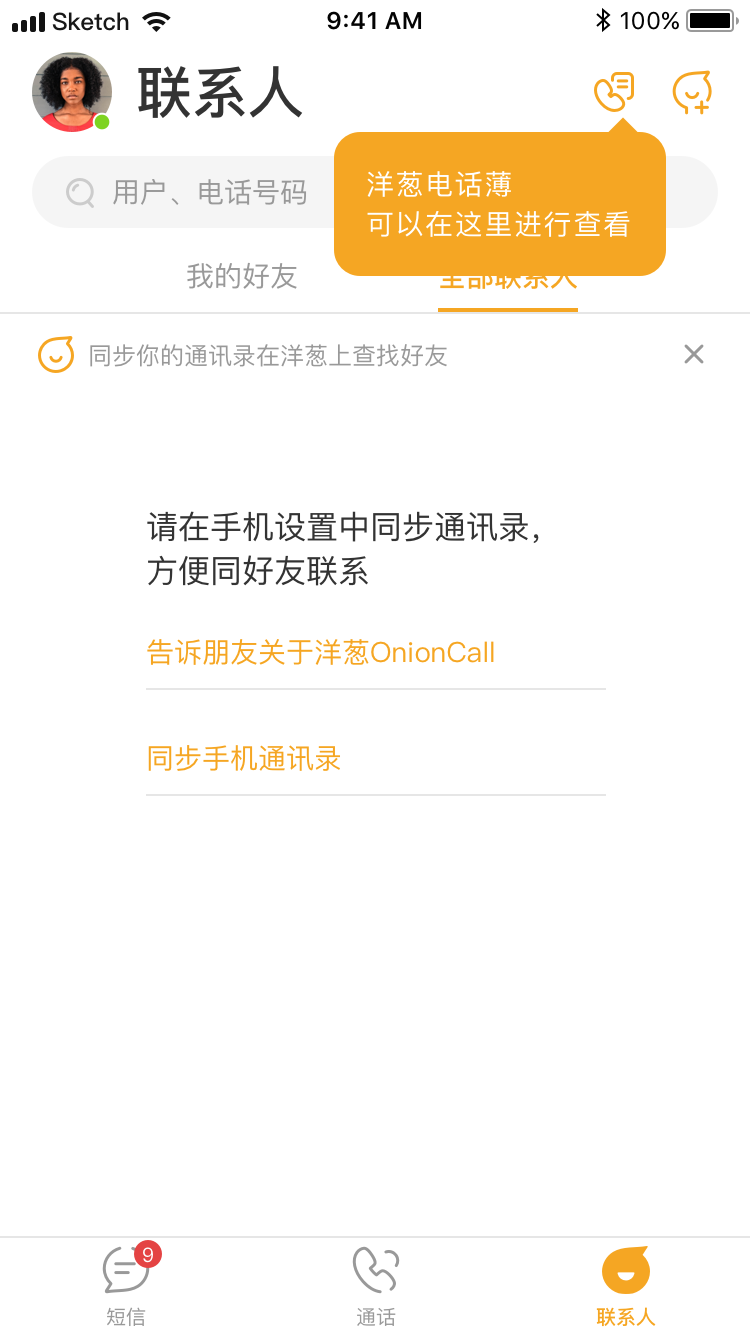 Sketch 9:41 AM 100%
联系人
用户、电话号码
洋葱电话薄
可以在这里进行查看
我的好友 全部联系人
同步你的通讯录在洋葱上查找好友
请在手机设置中同步通讯录,
方便同好友联系
告诉朋友关于洋葱OnionCall
同步手机通讯录
9
短信 通话 联系人